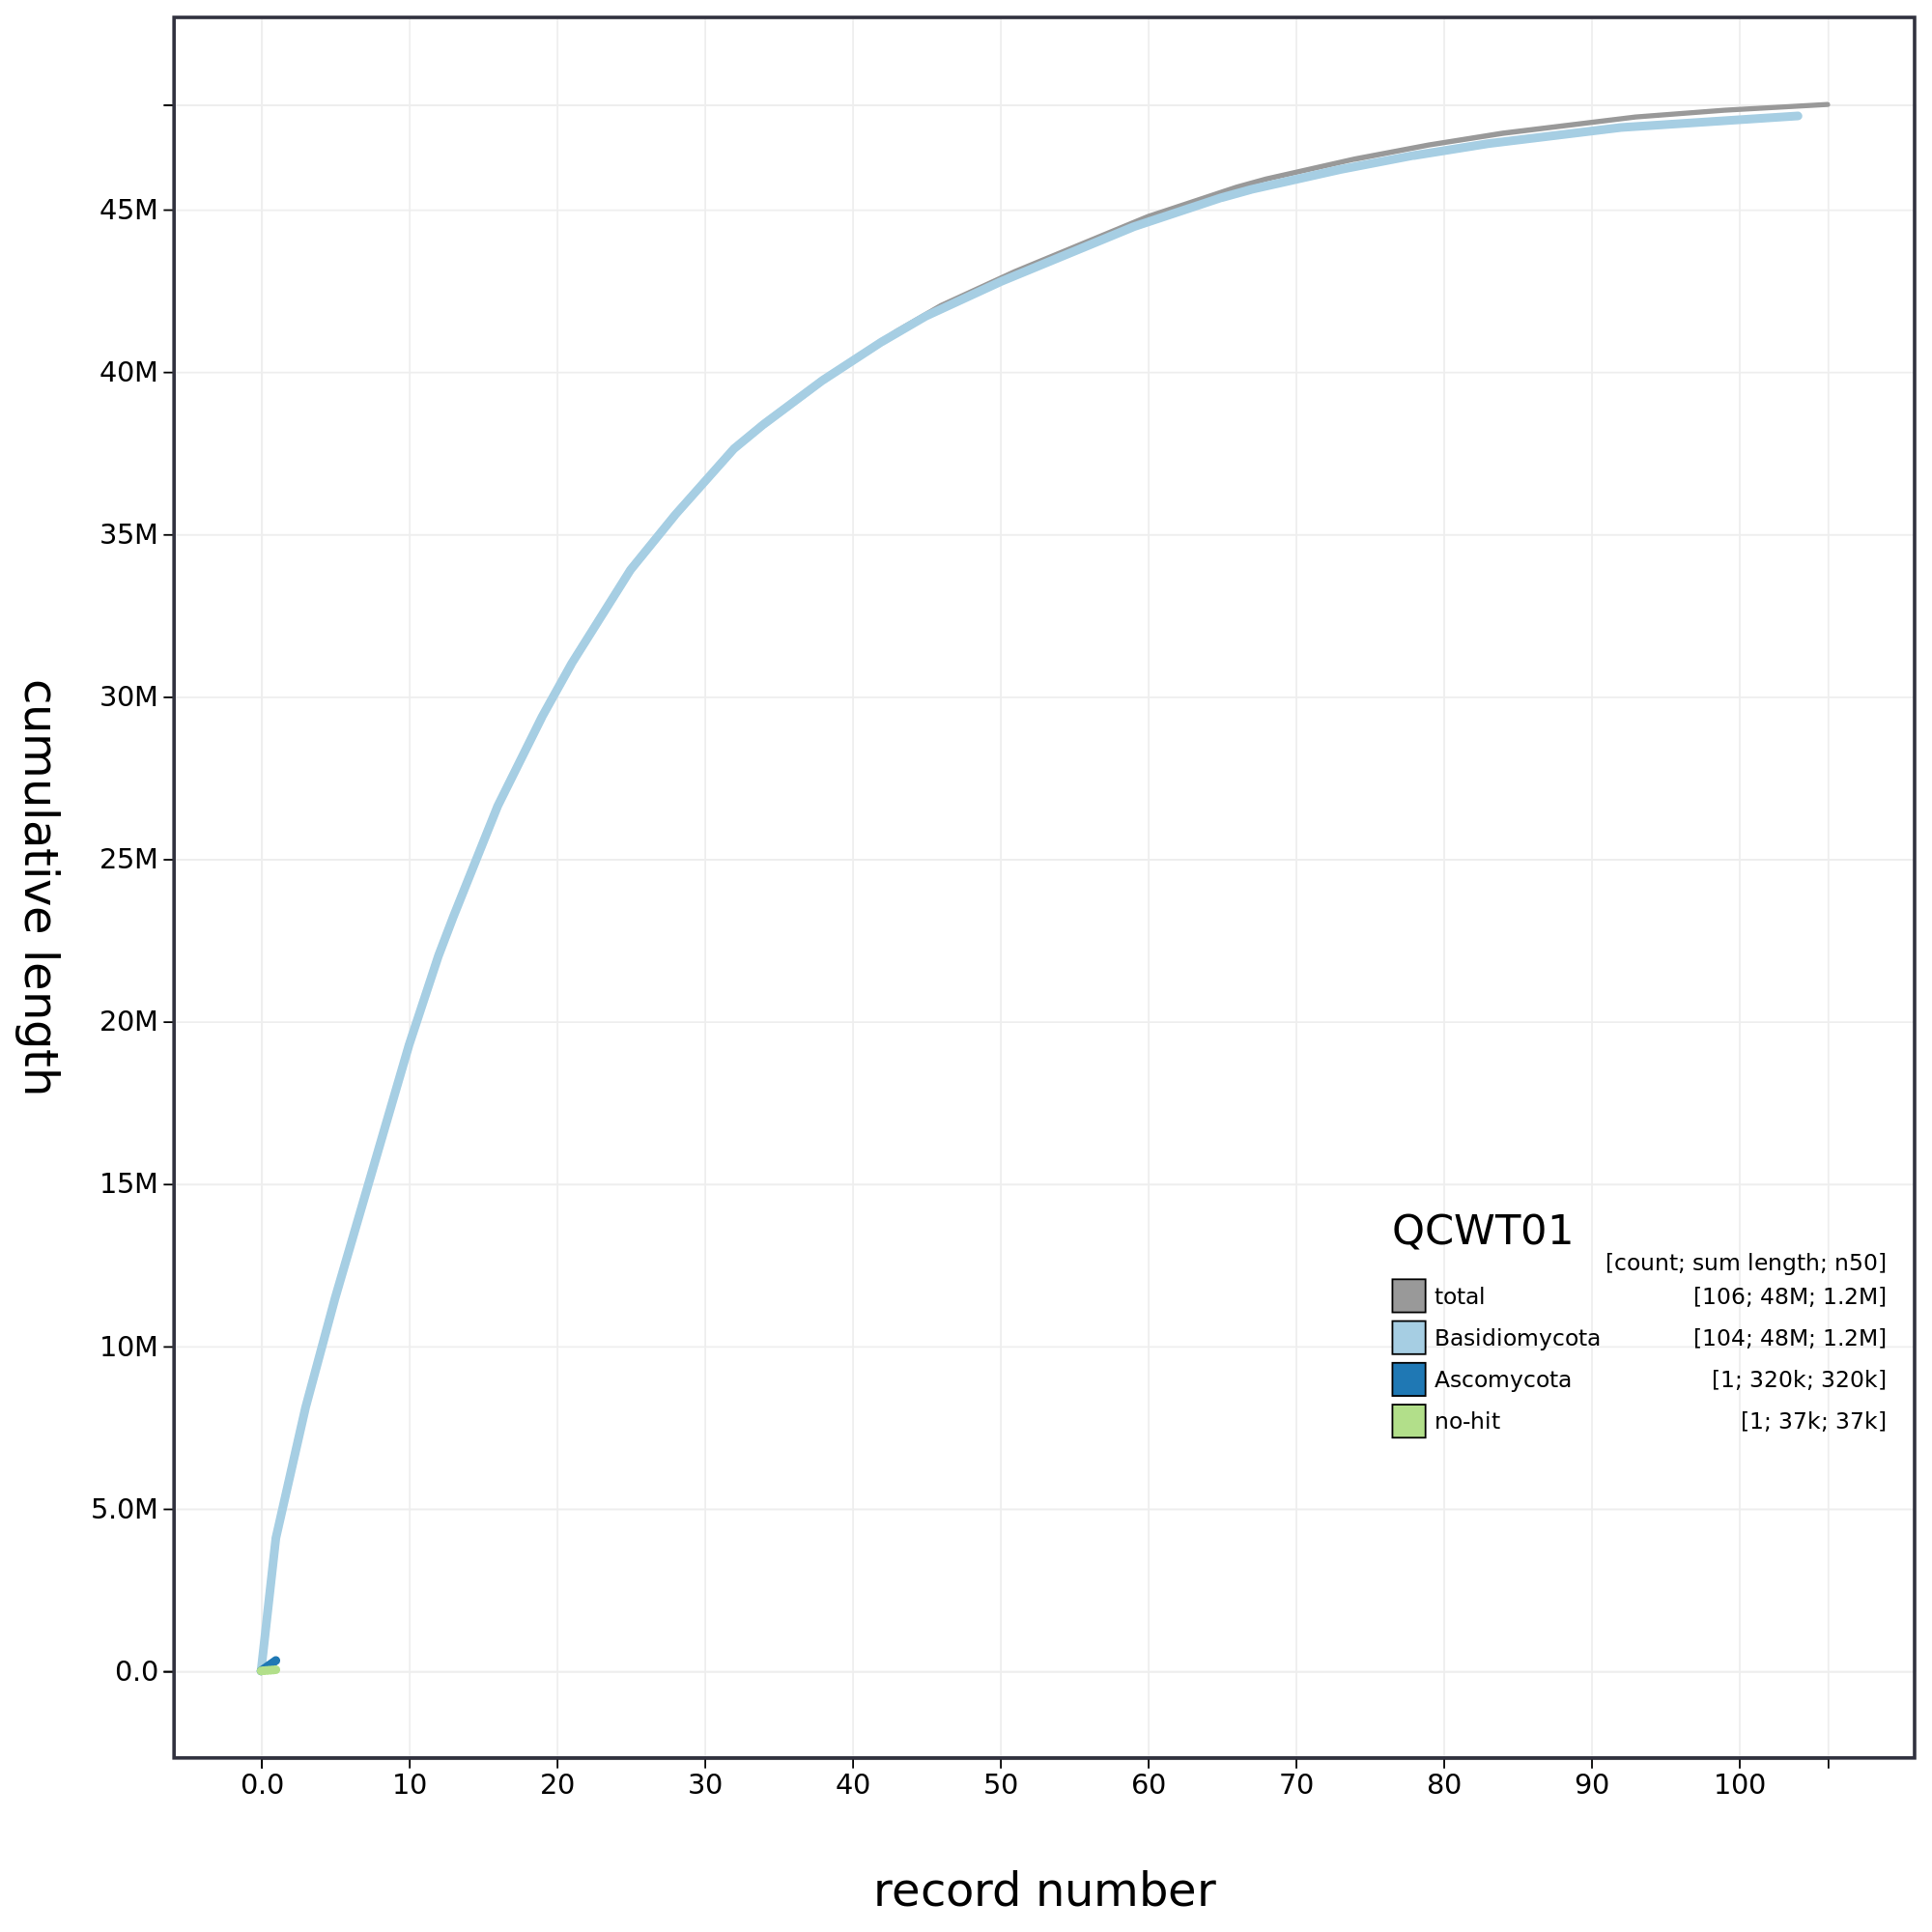 cumulative length
45M
40M
35M
30M
25M
20M
15M
10M
5.0M
0.0
QCWT01
[count; sum length; n50]
total [106; 48M; 1.2M]
Basidiomycota [104; 48M; 1.2M]
Ascomycota [1; 320k; 320k]
no-hit [1; 37k; 37k]
0.0 10 20 30 40 50 60 70 80 90 100
record number